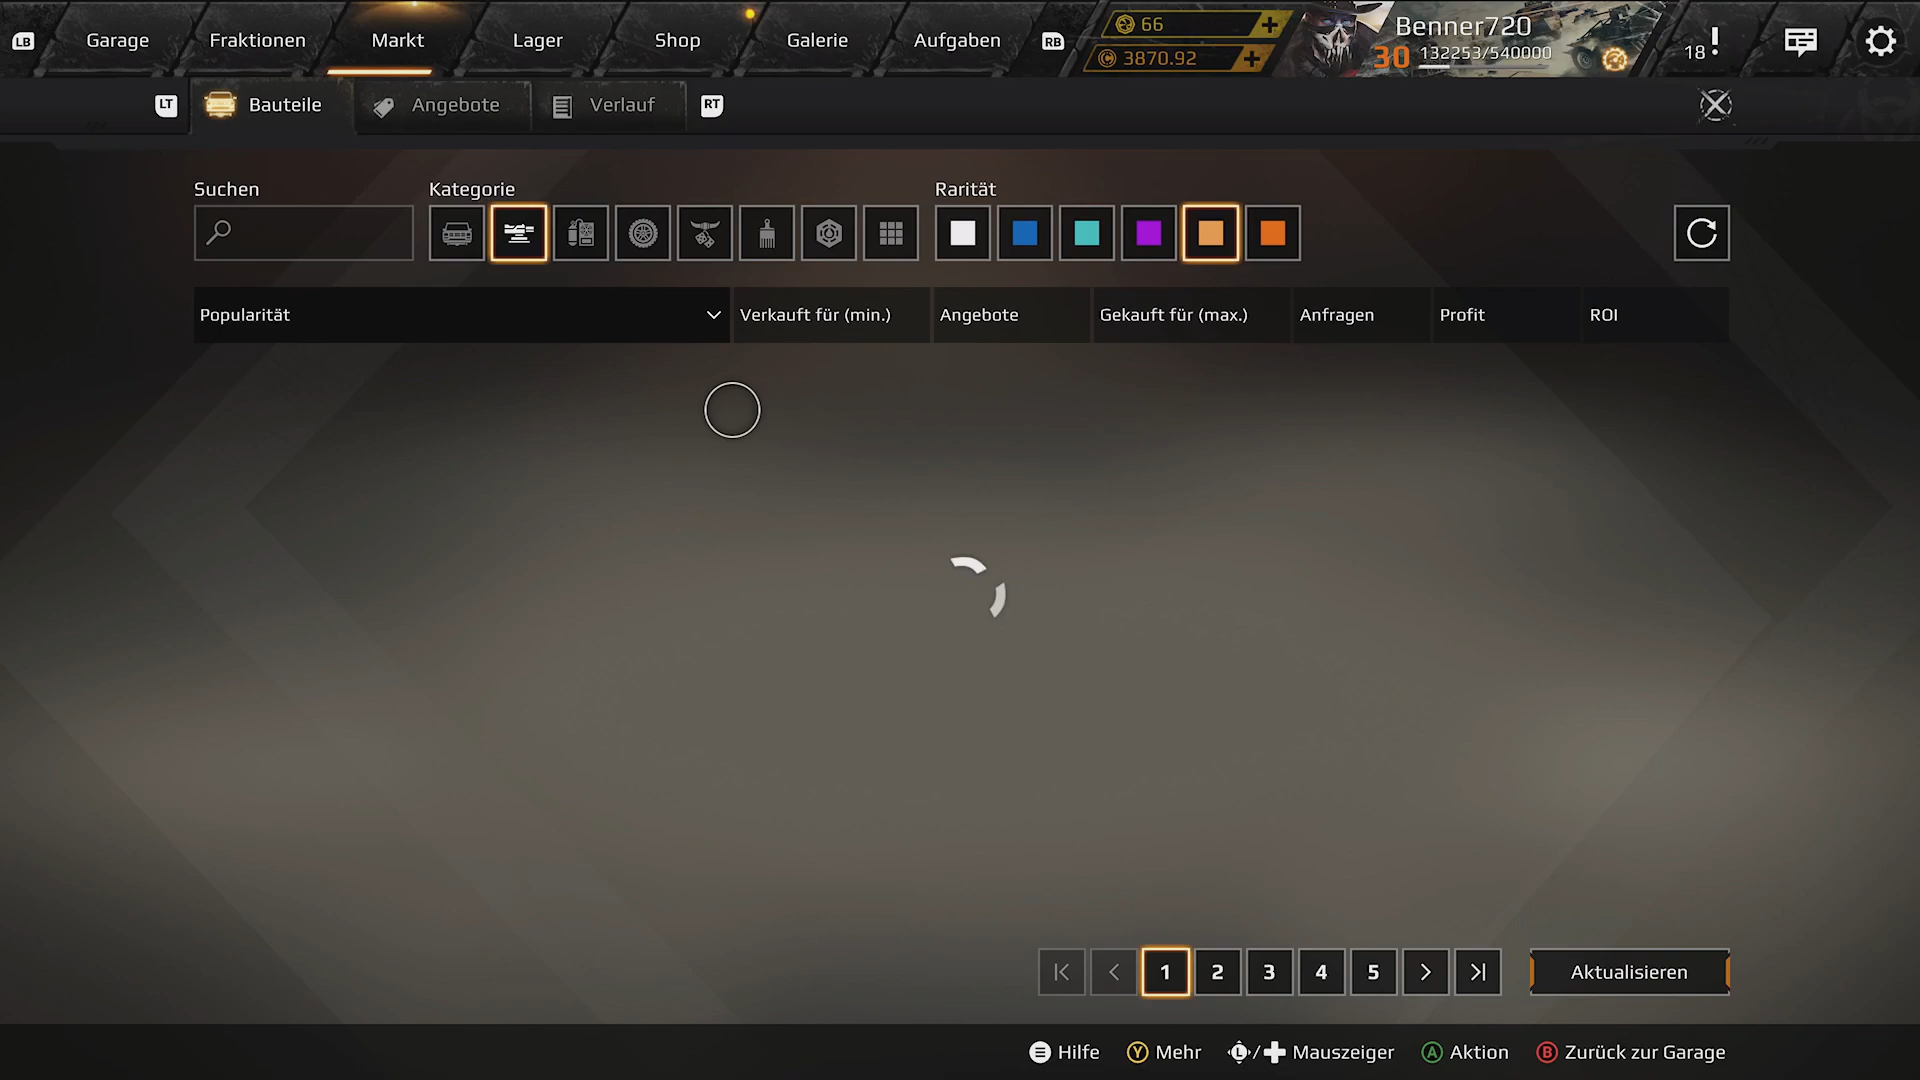 LB Garage Fraktionen Markt Lager Shop Galerie Aufgaben RB
66
3870.92
Benner720
30 132253/540000
18 !
LT Bauteile Angebote Verlauf RT
Suchen Kategorie Rarität
Popularität Verkauft für (min.) Angebote Gekauft für (max.) Anfragen Profit ROI
1 2 3 4 5 Aktualisieren
Hilfe Y Mehr L / Mauszeiger A Aktion B Zurück zur Garage